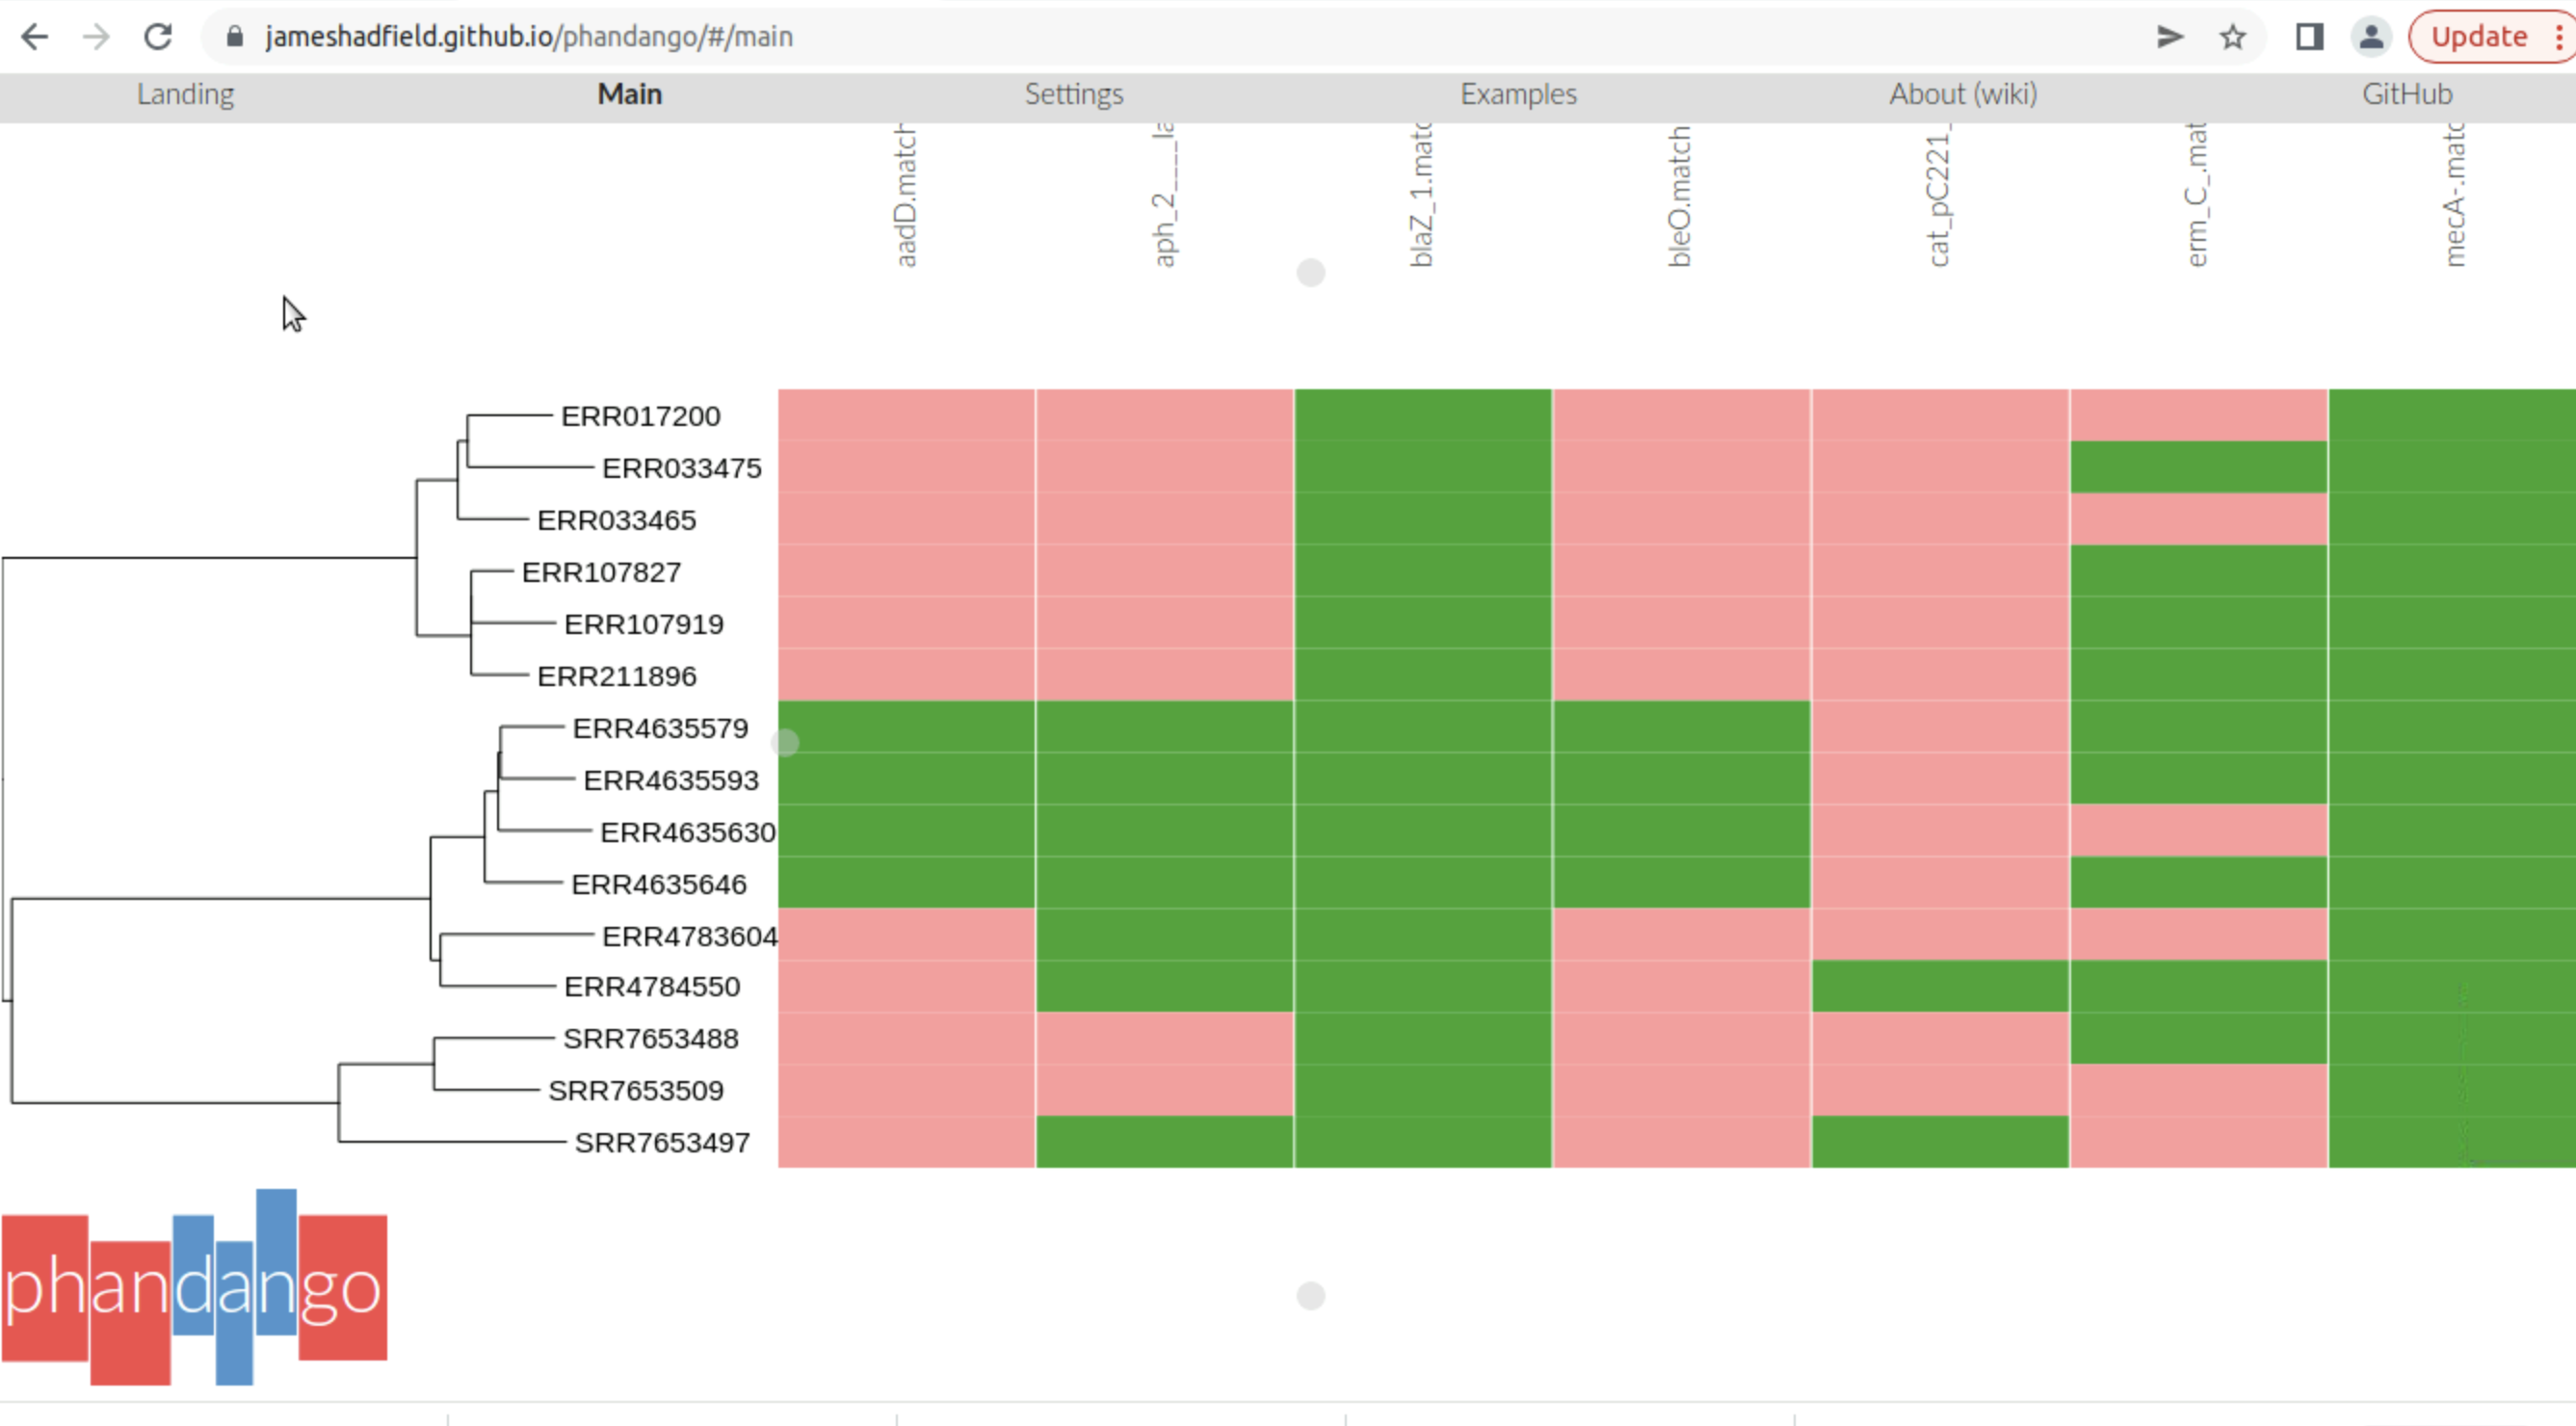 jameshadfield.github.io/phandango/#/main
Update
Landing Main Settings Examples About (wiki) GitHub
aadD.match
aph_2____la
blaZ_1.matc
bleO.match
cat_pC221_
erm_C_.mat
mecA-.matc
ERR017200
ERR033475
ERR033465
ERR107827
ERR107919
ERR211896
ERR4635579
ERR4635593
ERR4635630
ERR4635646
ERR4783604
ERR4784550
SRR7653488
SRR7653509
SRR7653497
phandango